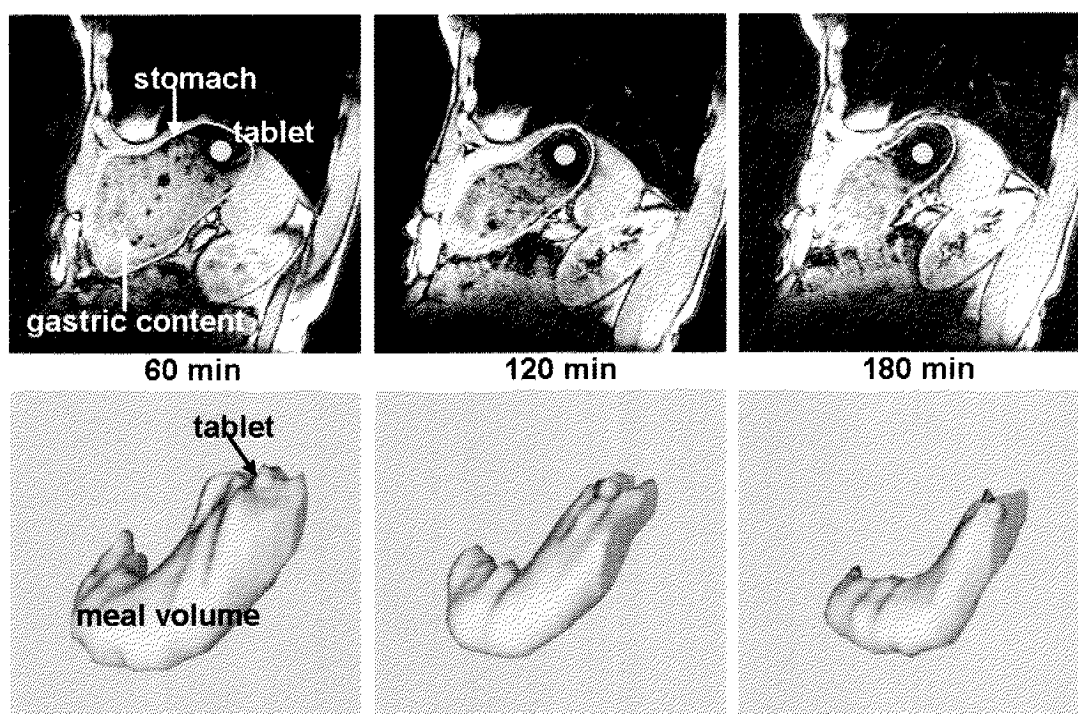 stomach
tablet
gastric content
60 min
120 min
180 min
tablet
meal volume